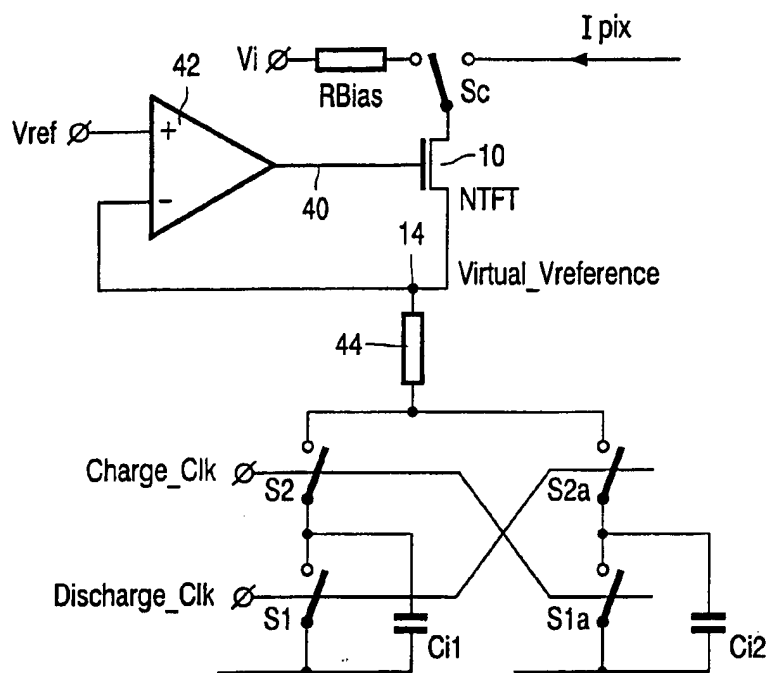 I pix
Vi
RBias
Sc
42
Vref
+
-
40
10
NTFT
14
Virtual_Vreference
44
Charge_Clk
S2
S2a
Discharge_Clk
S1
Ci1
S1a
Ci2